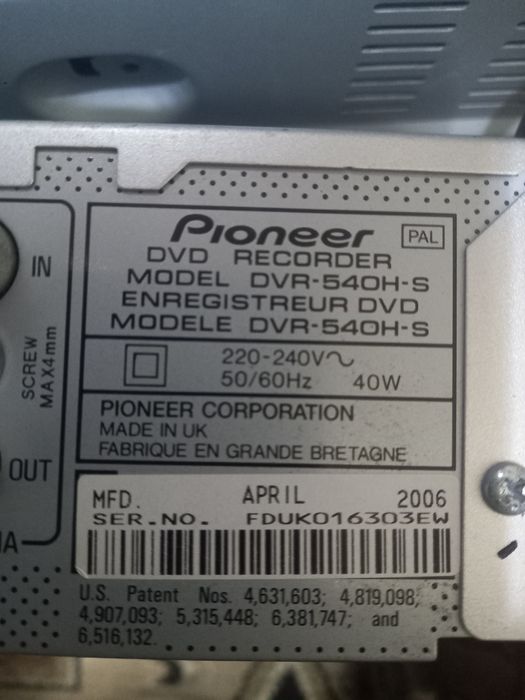 Pioneer PAL
DVD RECORDER
MODEL DVR-540H-S
ENREGISTREUR DVD
MODELE DVR-540H-S
220-240V～
50/60Hz 40W
PIONEER CORPORATION
MADE IN UK
FABRIQUE EN GRANDE BRETAGNE
MFD. APRIL 2006
SER.NO. FDUK016303EW
U.S. Patent Nos. 4,631,603; 4,819,098;
4,907,093; 5,315,448; 6,381,747; and
6,516,132
IN
SCREW
MAX4mm
OUT